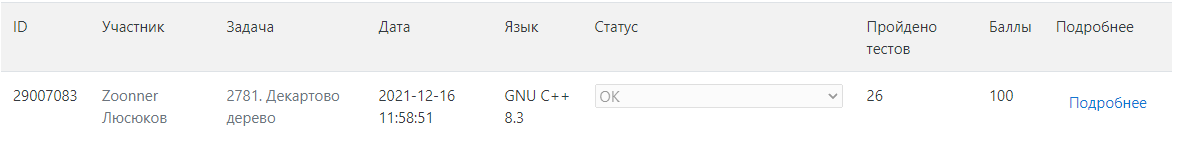 ID Участник Задача Дата Язык Статус Пройдено тестов Баллы Подробнее
29007083 Zoonner Люсюков 2781. Декартово дерево 2021-12-16 11:58:51 GNU C++ 8.3 OK 26 100 Подробнее